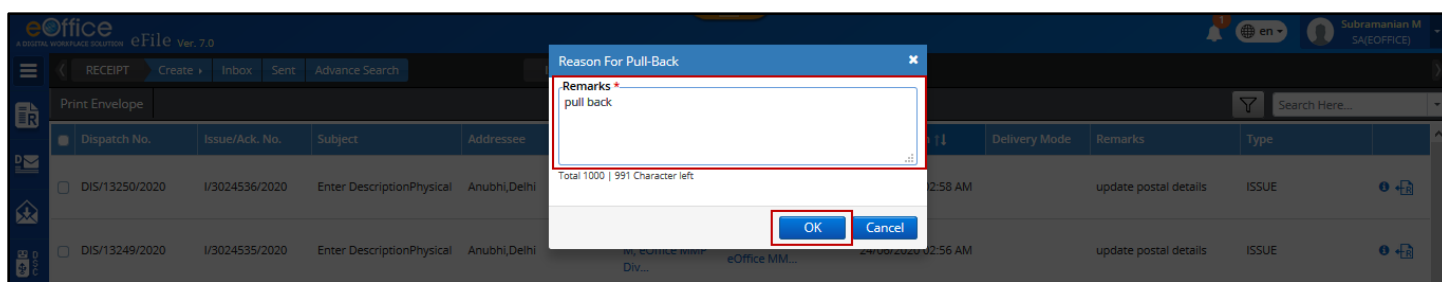 eOffice
A DIGITAL WORKPLACE SOLUTION eFile Ver. 7.0
1
en
Subramanian M
SA(EOFFICE)
RECEIPT Create Inbox Sent Advance Search
Reason For Pull-Back
Remarks *
pull back
Total 1000 | 991 Character left
OK Cancel
Print Envelope
Search Here...
Dispatch No. Issue/Ack. No. Subject Addressee Delivery Mode Remarks Type
DIS/13250/2020 I/3024536/2020 Enter DescriptionPhysical Anubhi,Delhi 02:58 AM update postal details ISSUE
DIS/13249/2020 I/3024535/2020 Enter DescriptionPhysical Anubhi,Delhi 24/06/2020 02:56 AM update postal details ISSUE
Div... eOffice MM...
DSC